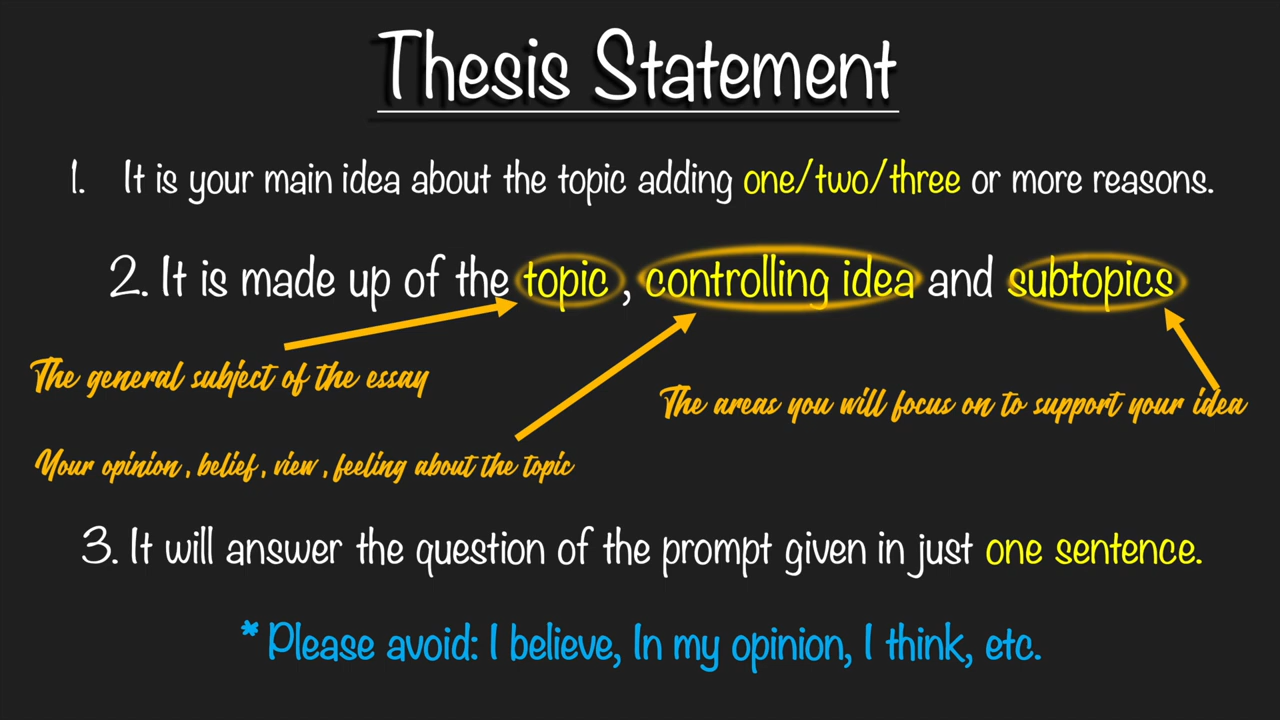 Thesis Statement
1. It is your main idea about the topic adding one/two/three or more reasons.
2. It is made up of the topic , controlling idea and subtopics
The general subject of the essay
The areas you will focus on to support your idea
Your opinion , belief , view , feeling about the topic
3. It will answer the question of the prompt given in just one sentence.
* Please avoid: I believe, In my opinion, I think, etc.